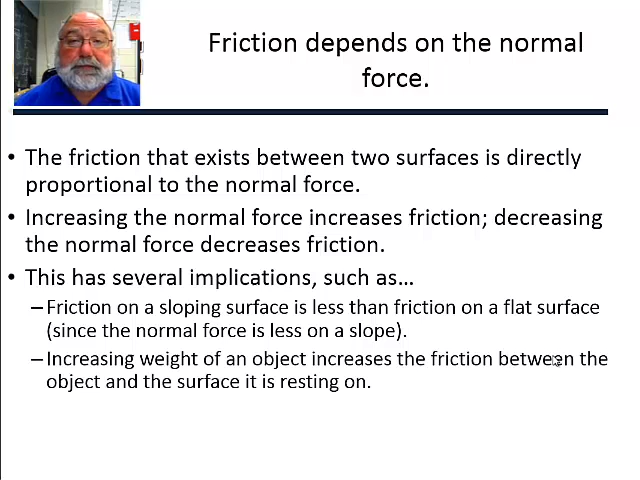 Friction depends on the normal
force.
• The friction that exists between two surfaces is directly
proportional to the normal force.
• Increasing the normal force increases friction; decreasing
the normal force decreases friction.
• This has several implications, such as…
–Friction on a sloping surface is less than friction on a flat surface
(since the normal force is less on a slope).
–Increasing weight of an object increases the friction between the
object and the surface it is resting on.